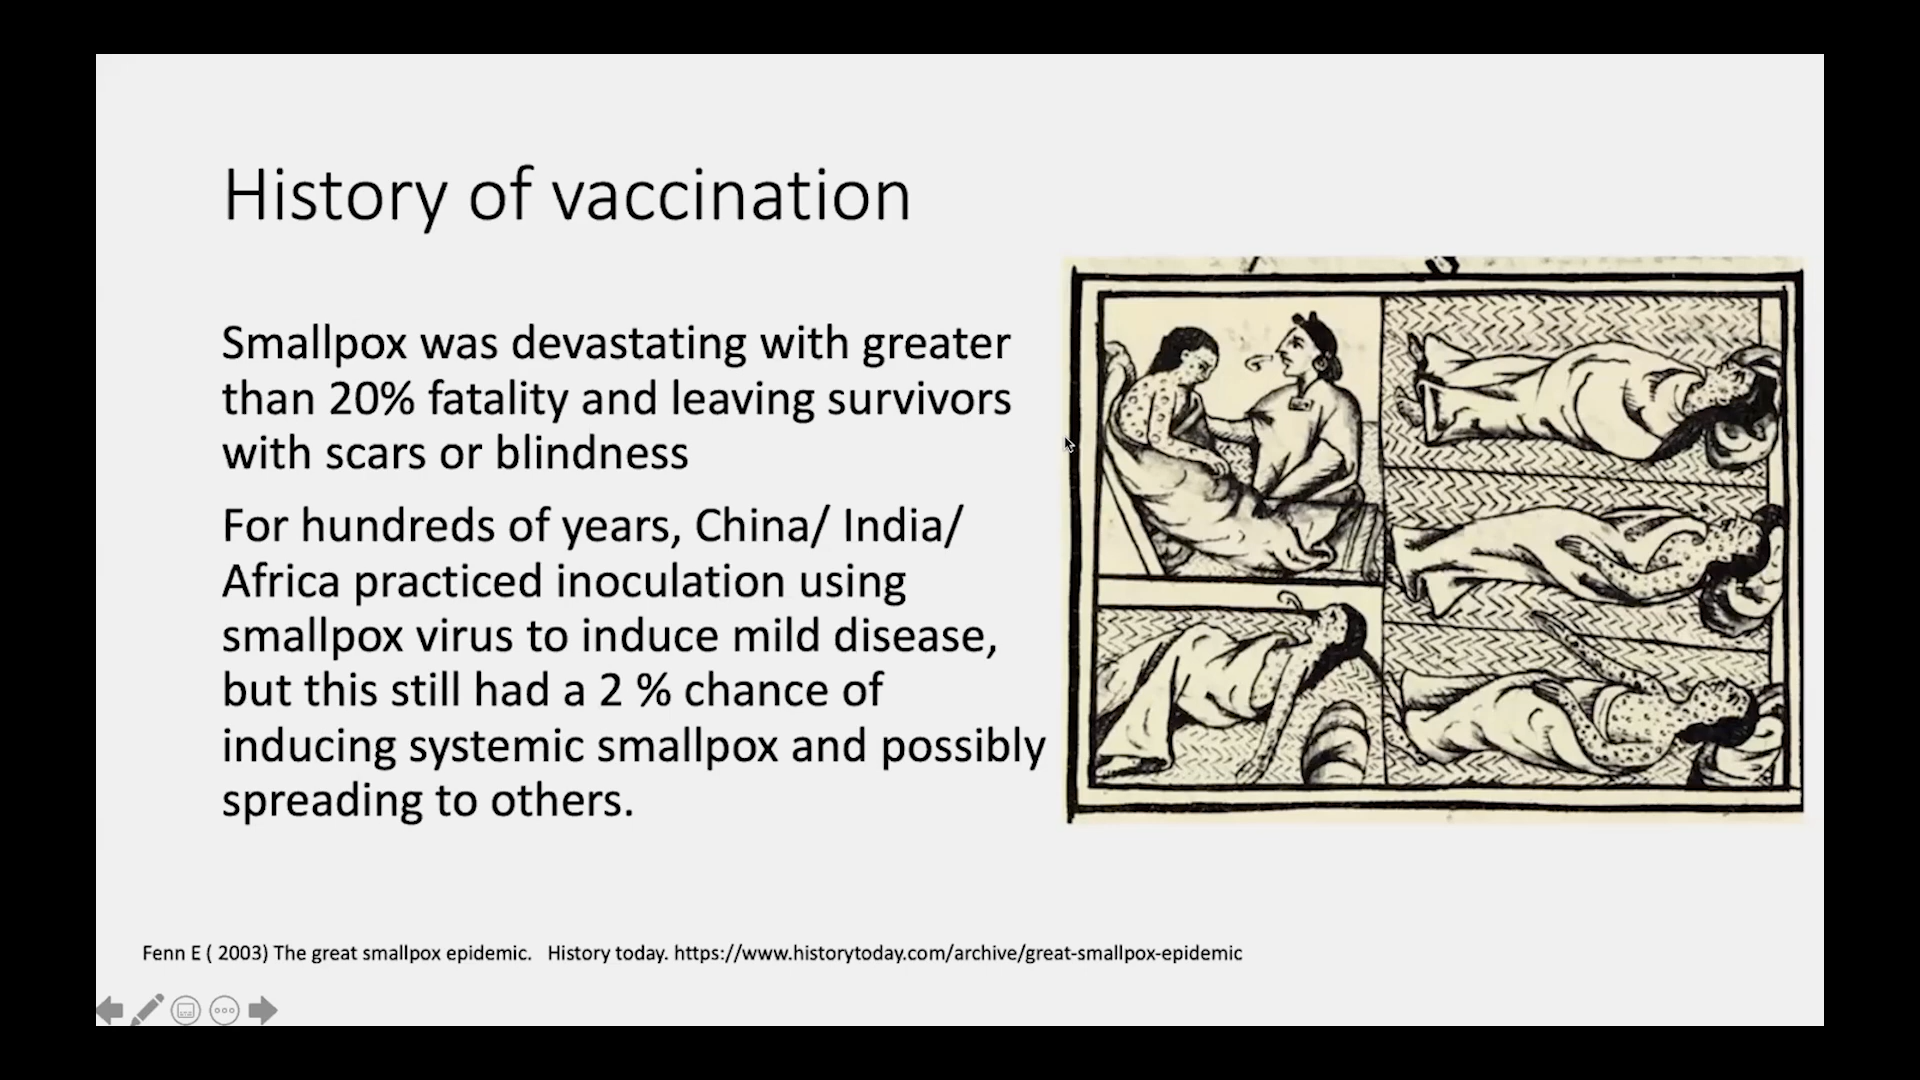 History of vaccination
Smallpox was devastating with greater
than 20% fatality and leaving survivors
with scars or blindness
For hundreds of years, China/ India/
Africa practiced inoculation using
smallpox virus to induce mild disease,
but this still had a 2 % chance of
inducing systemic smallpox and possibly
spreading to others.
Fenn E ( 2003) The great smallpox epidemic.   History today. https://www.historytoday.com/archive/great-smallpox-epidemic